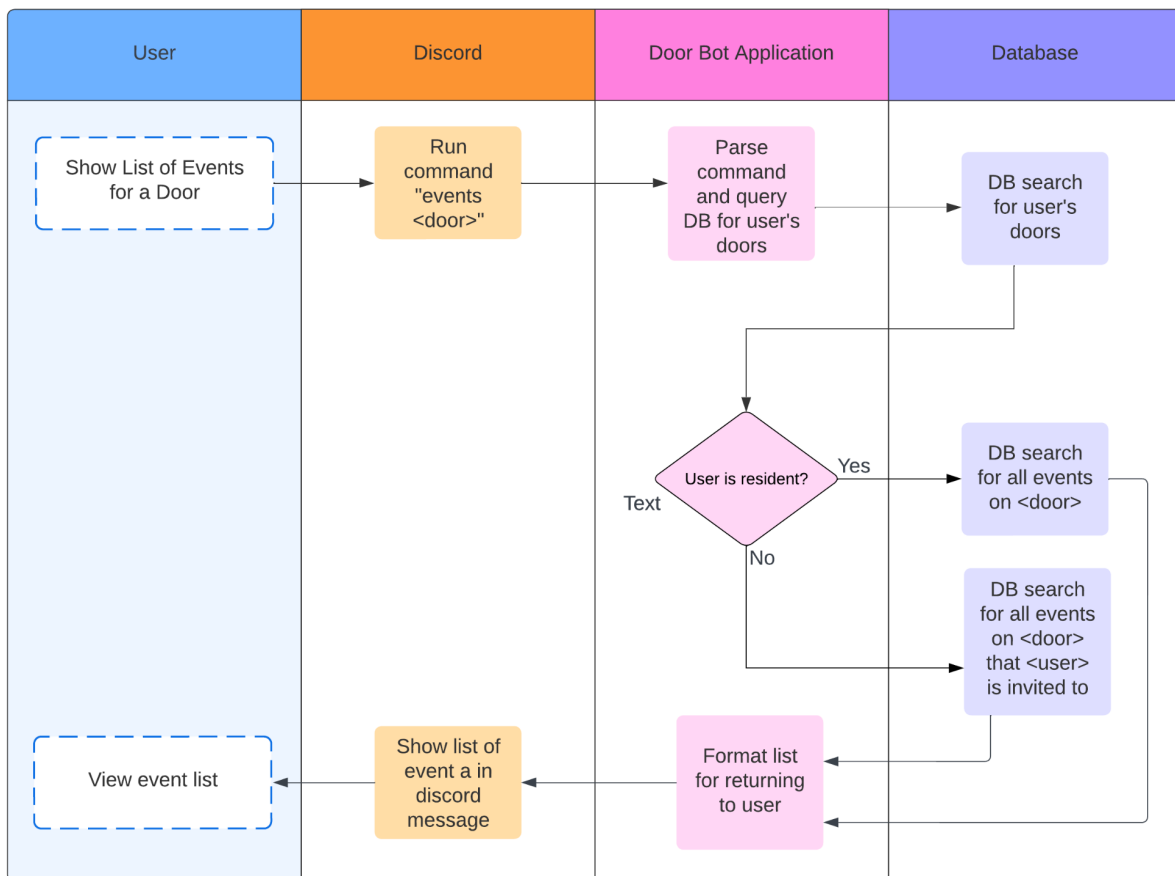 User
Discord
Door Bot Application
Database
Show List of Events
for a Door
Run
command
"events
<door>"
Parse
command
and query
DB for user's
doors
DB search
for user's
doors
User is resident?
Yes
Text
No
DB search
for all events
on <door>
DB search
for all events
on <door>
that <user>
is invited to
View event list
Show list of
event a in
discord
message
Format list
for returning
to user